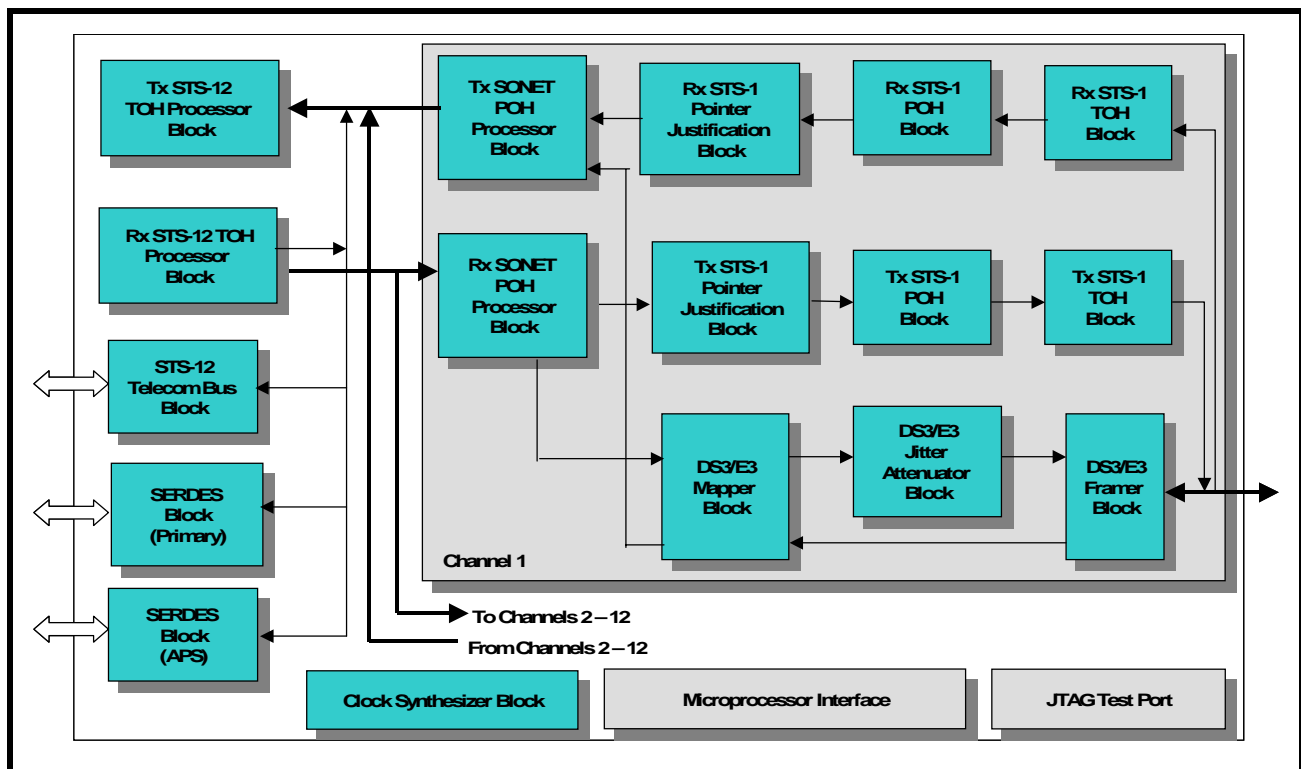 Tx STS-12
TOH Processor
Block
Tx SONET
POH
Processor
Block
Rx STS-1
Pointer
Justification
Block
Rx STS-1
POH
Block
Rx STS-1
TOH
Block
Rx STS-12 TOH
Processor
Block
Rx SONET
POH
Processor
Block
Tx STS-1
Pointer
Justification
Block
Tx STS-1
POH
Block
Tx STS-1
TOH
Block
STS-12
Telecom Bus
Block
SERDES
Block
(Primary)
SERDES
Block
(APS)
DS3/E3
Mapper
Block
DS3/E3
Jitter
Attenuator
Block
DS3/E3
Framer
Block
Channel 1
To Channels 2 – 12
From Channels 2 – 12
Clock Synthesizer Block
Microprocessor Interface
JTAG Test Port